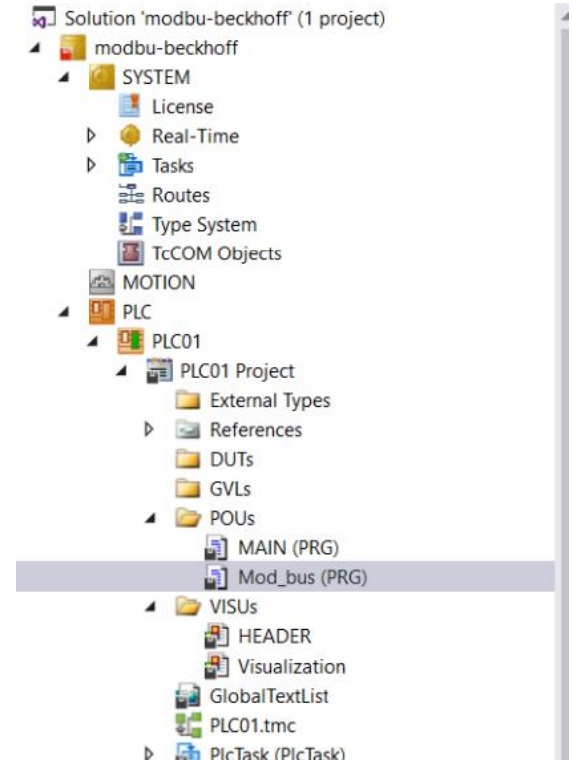 Solution 'modbu-beckhoff' (1 project)
modbu-beckhoff
SYSTEM
License
Real-Time
Tasks
Routes
Type System
TcCOM Objects
MOTION
PLC
PLC01
PLC01 Project
External Types
References
DUTs
GVLs
POUs
MAIN (PRG)
Mod_bus (PRG)
VISUs
HEADER
Visualization
GlobalTextList
PLC01.tmc
PlcTask (PlcTask)